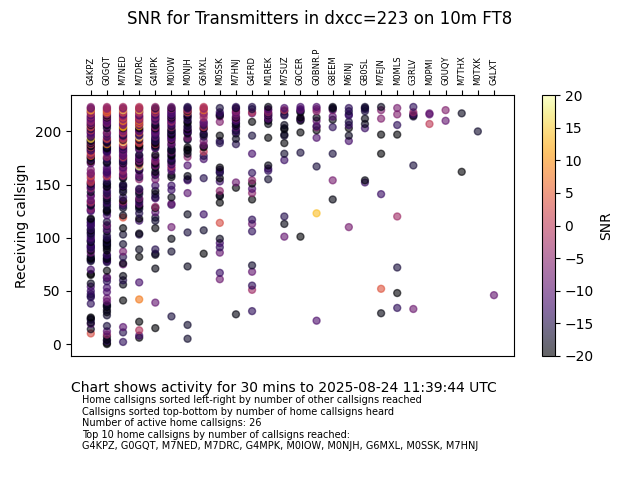 SNR for Transmitters in dxcc=223 on 10m FT8
G4KPZ G0GQT M7NED M7DRC G4MPK M0IOW M0NJH G6MXL M0SSK M7HNJ G4FRD M1REK M7SUZ G0CER G0BNR.P G8EEM M6INJ GB0SL M7EJN M0MLS G3RLV M0PMI G0UQY M7THX M0TXK G4LXT
Receiving callsign
200
150
100
50
0
20
15
10
5
0
−5
−10
−15
−20
SNR
Chart shows activity for 30 mins to 2025-08-24 11:39:44 UTC
Home callsigns sorted left-right by number of other callsigns reached
Callsigns sorted top-bottom by number of home callsigns heard
Number of active home callsigns: 26
Top 10 home callsigns by number of callsigns reached:
G4KPZ, G0GQT, M7NED, M7DRC, G4MPK, M0IOW, M0NJH, G6MXL, M0SSK, M7HNJ